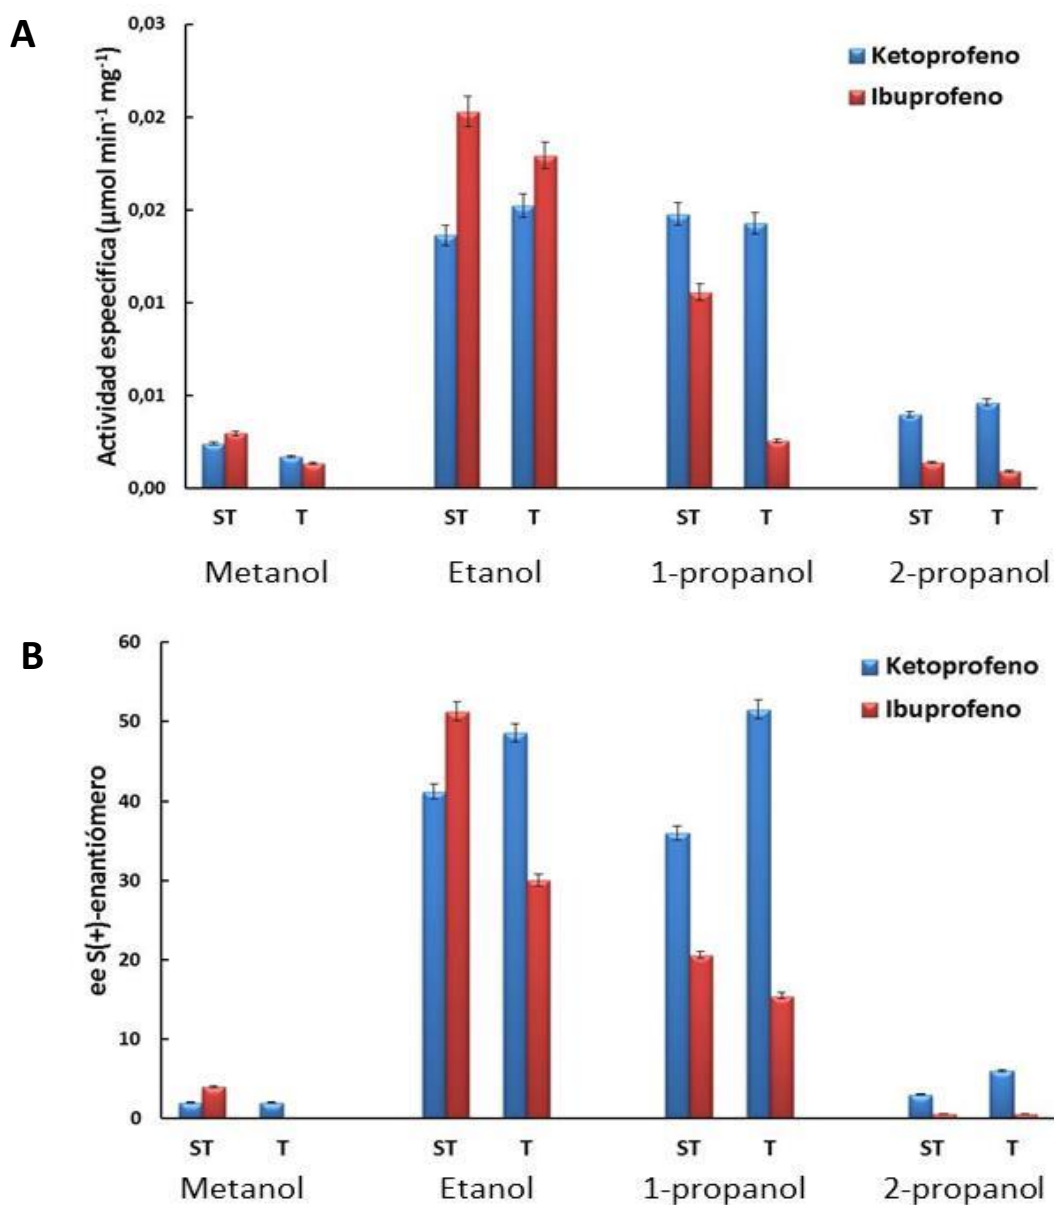 A
0,03
0,02
0,02
0,01
0,01
0,00
Actividad espeecífica (µmol min-1 mg-1)
Ketoprofeno
Ibuprofeno
ST T ST T ST T ST T
Metanol Etanol 1-propanol 2-propanol
B
60
50
40
30
20
10
0
ee S(+)-enantiómero
Ketoprofeno
Ibuprofeno
ST T ST T ST T ST T
Metanol Etanol 1-propanol 2-propanol